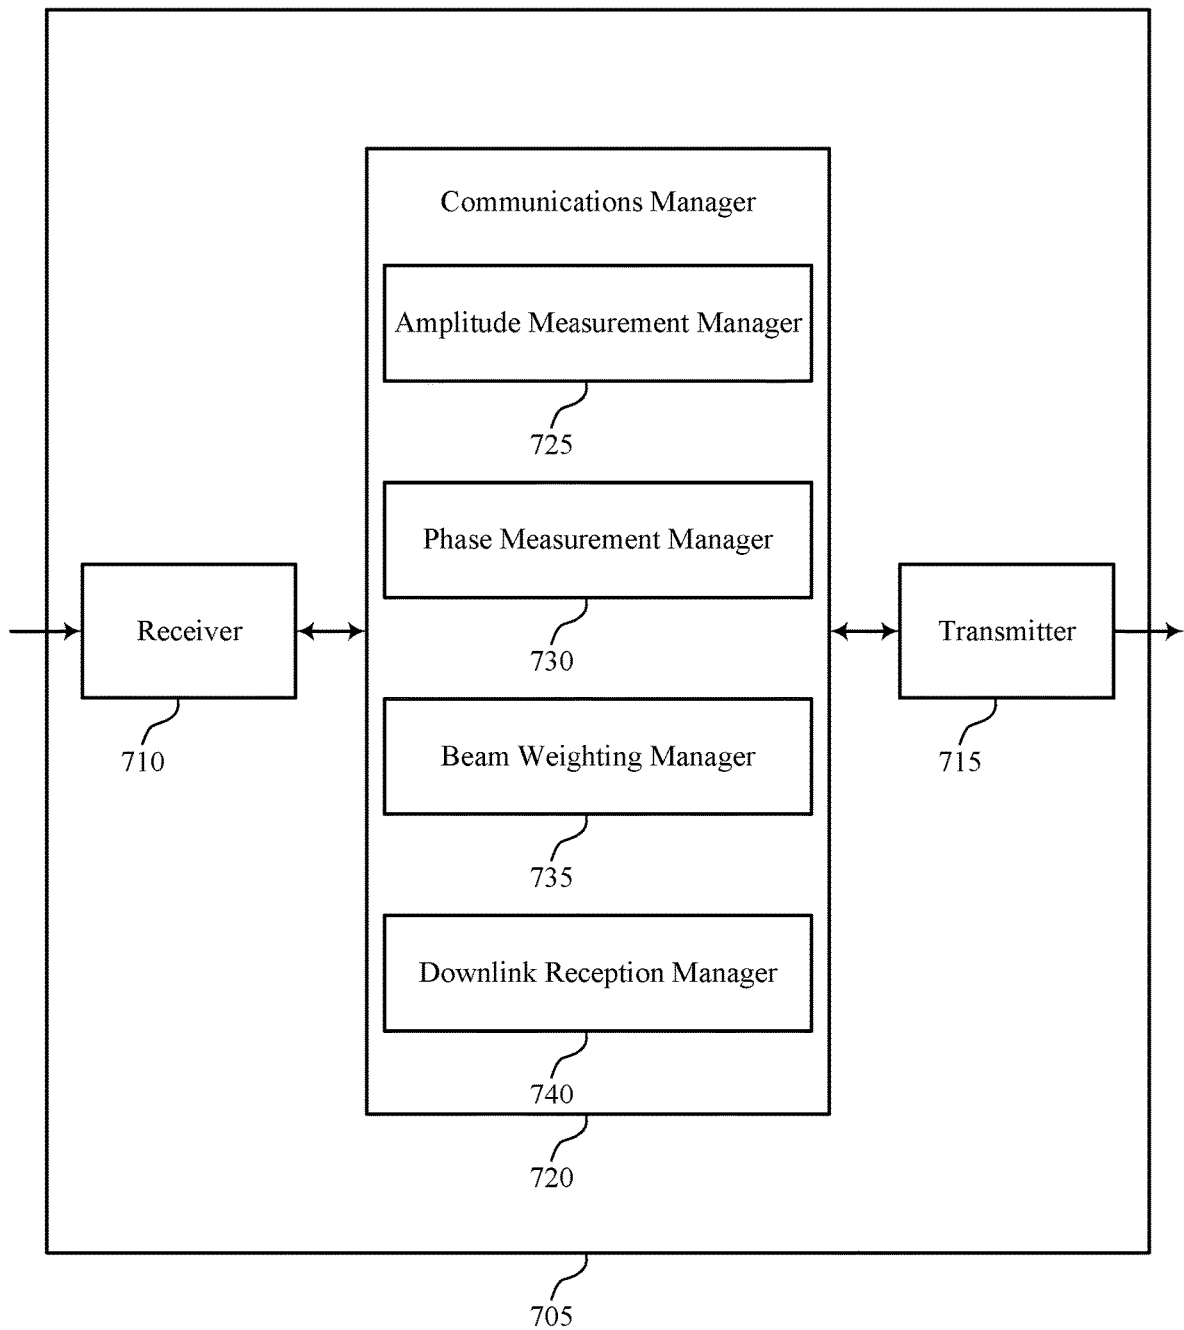 Communications Manager
Amplitude Measurement Manager
725
Phase Measurement Manager
730
Receiver
710
Transmitter
715
Beam Weighting Manager
735
Downlink Reception Manager
740
720
705